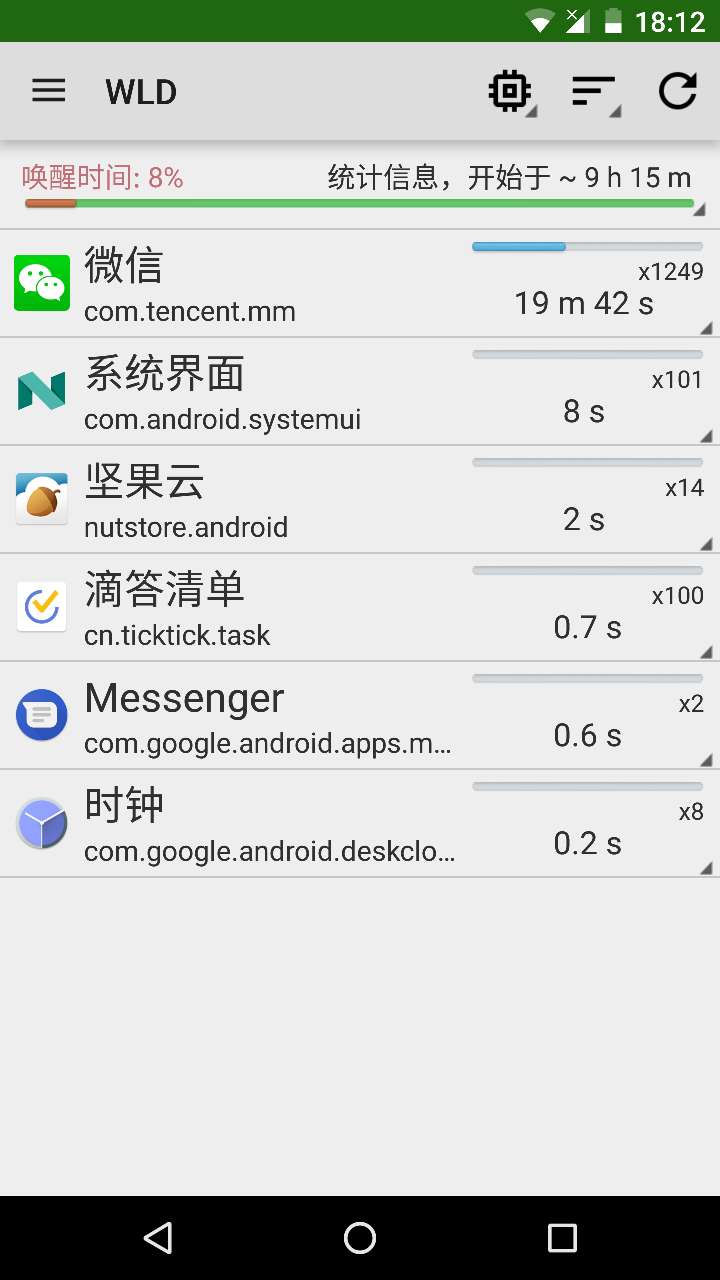 18:12
WLD
唤醒时间: 8%
统计信息，开始于 ~ 9 h 15 m
微信
x1249
com.tencent.mm
19 m 42 s
系统界面
x101
com.android.systemui
8 s
坚果云
x14
nutstore.android
2 s
滴答清单
x100
cn.ticktick.task
0.7 s
Messenger
x2
com.google.android.apps.m…
0.6 s
时钟
x8
com.google.android.deskclo…
0.2 s